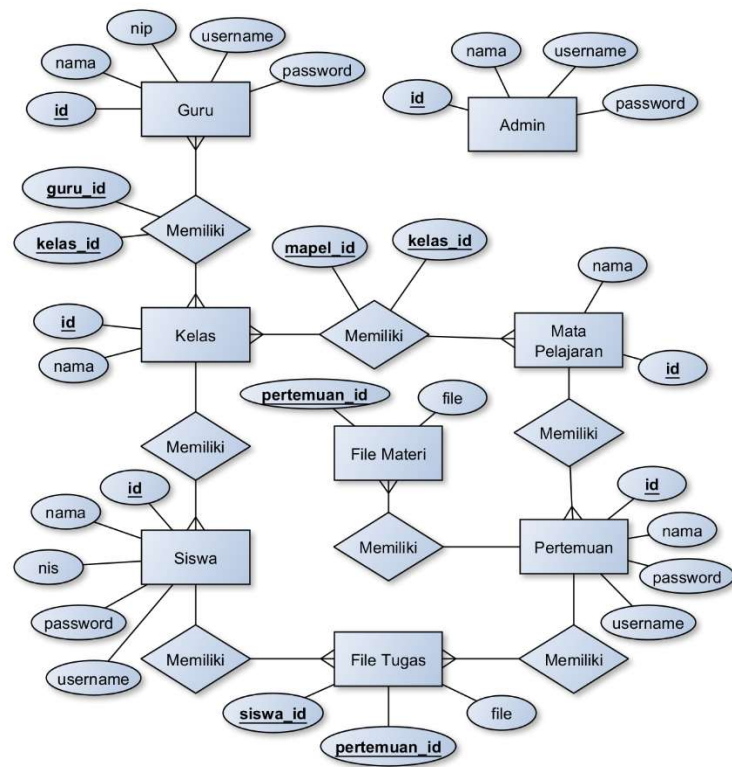 nip
username
nama
password
id
Guru
nama
username
id
password
Admin
guru_id
kelas_id
Memiliki
mapel_id
kelas_id
nama
id
Kelas
nama
Memiliki
Mata
Pelajaran
id
pertemuan_id
file
File Materi
Memiliki
Memiliki
id
nama
nis
Siswa
password
username
Memiliki
id
nama
Pertemuan
password
username
Memiliki
File Tugas
Memiliki
siswa_id
file
pertemuan_id